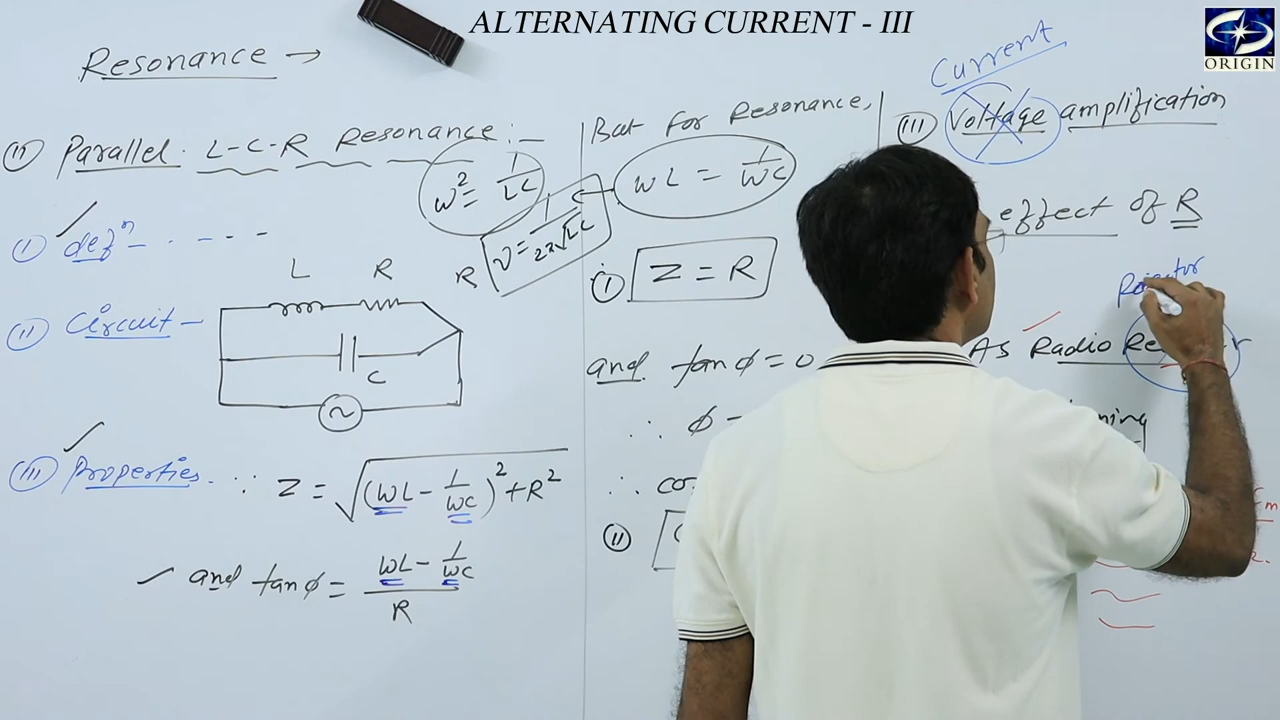 ALTERNATING CURRENT - III
ORIGIN
Resonance →
(II) Parallel L-C-R Resonance :-
ω² = 1/LC
(I) defⁿ - . - - -
(II) Circuit -
L R
C
(III) Properties. ∵ Z = √((ωL - 1/ωC)² + R²)
and tanϕ = (ωL - 1/ωC)/R
But For Resonance,
ωL = 1/ωC
ν = 1/2π√LC
R
(I) Z = R
and tanϕ = 0
∴ ϕ =
∴ co
(II)
Current
(III) Voltage amplification
effect of R
As Radio